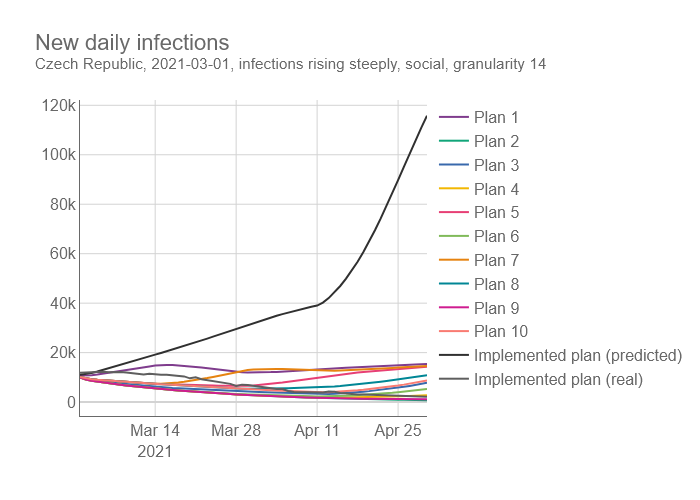 New daily infections
Czech Republic, 2021-03-01, infections rising steeply, social, granularity 14
120k
100k
80k
60k
40k
20k
0
Mar 14
2021
Mar 28
Apr 11
Apr 25
Plan 1
Plan 2
Plan 3
Plan 4
Plan 5
Plan 6
Plan 7
Plan 8
Plan 9
Plan 10
Implemented plan (predicted)
Implemented plan (real)